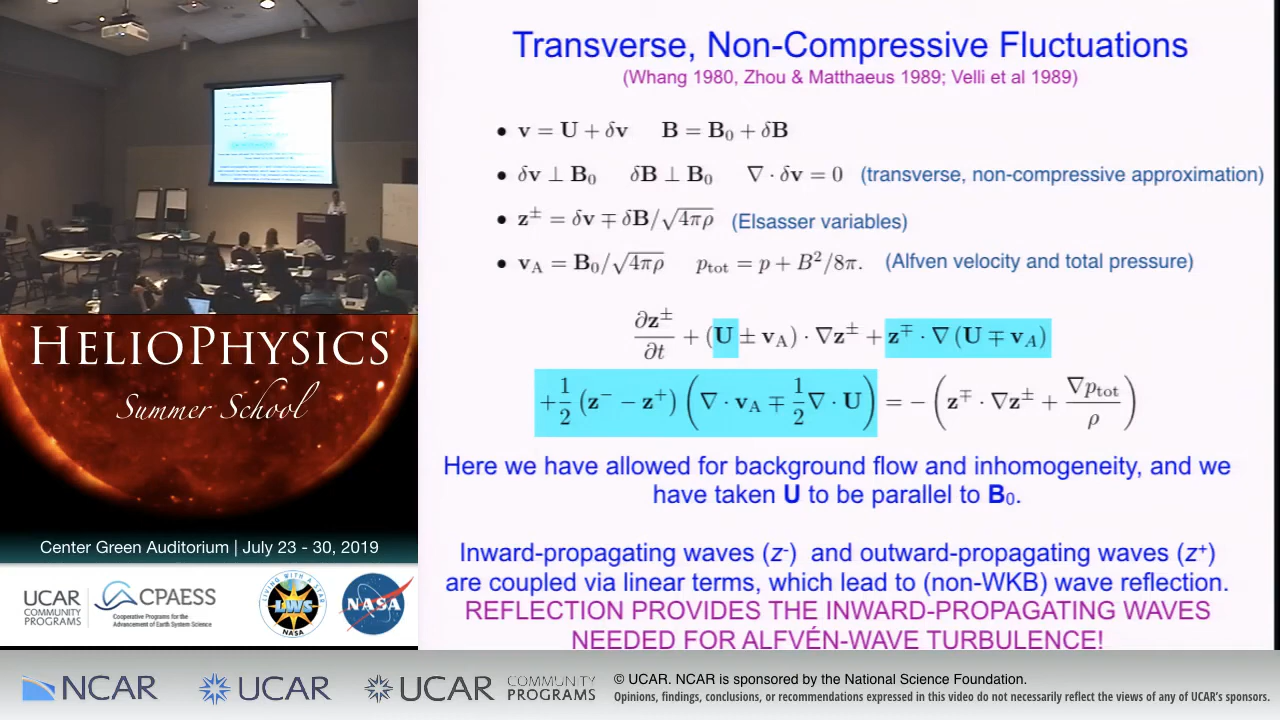 Transverse, Non-Compressive Fluctuations
(Whang 1980, Zhou & Matthaeus 1989; Velli et al 1989)
• v = U + δv B = B₀ + δB
• δv ⊥ B₀ δB ⊥ B₀ ∇ · δv = 0 (transverse, non-compressive approximation)
• z^± = δv ∓ δB/√4πρ (Elsasser variables)
• v_A = B₀/√4πρ p_tot = p + B²/8π. (Alfven velocity and total pressure)
∂z^±/∂t + (U ± v_A) · ∇z^± + z^∓ · ∇ (U ∓ v_A)
+1/2 (z⁻ − z⁺) (∇ · v_A ∓ 1/2 ∇ · U) = − (z^∓ · ∇z^± + ∇p_tot/ρ)
Here we have allowed for background flow and inhomogeneity, and we
have taken U to be parallel to B₀.
Inward-propagating waves (z⁻) and outward-propagating waves (z⁺)
are coupled via linear terms, which lead to (non-WKB) wave reflection.
REFLECTION PROVIDES THE INWARD-PROPAGATING WAVES
NEEDED FOR ALFVÉN-WAVE TURBULENCE!
HELIOPHYSICS
Summer School
Center Green Auditorium | July 23 - 30, 2019
UCAR
COMMUNITY
PROGRAMS
CPAESS
Cooperative Programs for the
Advancement of Earth System Science
LIVING WITH A STAR
LWS
NASA
NASA
NCAR
UCAR
UCAR
COMMUNITY
PROGRAMS
© UCAR. NCAR is sponsored by the National Science Foundation.
Opinions, findings, conclusions, or recommendations expressed in this video do not necessarily reflect the views of any of UCAR's sponsors.